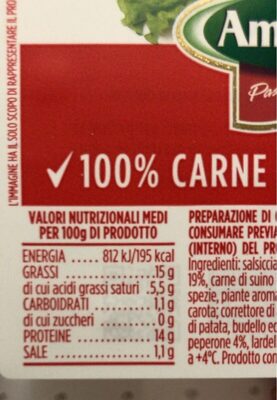 L'IMMAGINE HA IL SOLO SCOPO DI RAPPRESENTARE IL PRO
Am
Pas
✓100% CARNE
VALORI NUTRIZIONALI MEDI
PER 100g DI PRODOTTO
ENERGIA ..... 812 kJ/195 kcal
GRASSI ..... 15 g
di cui acidi grassi saturi .5,5 g
CARBOIDRATI ..... 1,1 g
di cui zuccheri ..... 0 g
PROTEINE ..... 14 g
SALE ..... 1,1 g
PREPARAZIONE DI
CONSUMARE PREVIA
(INTERNO) DEL PR
Ingredienti: salsiccia
19%, carne di suino
spezie, piante aroma
carota; correttore di
di patata, budello ed
peperone 4%, lardel
a +4°C. Prodotto con